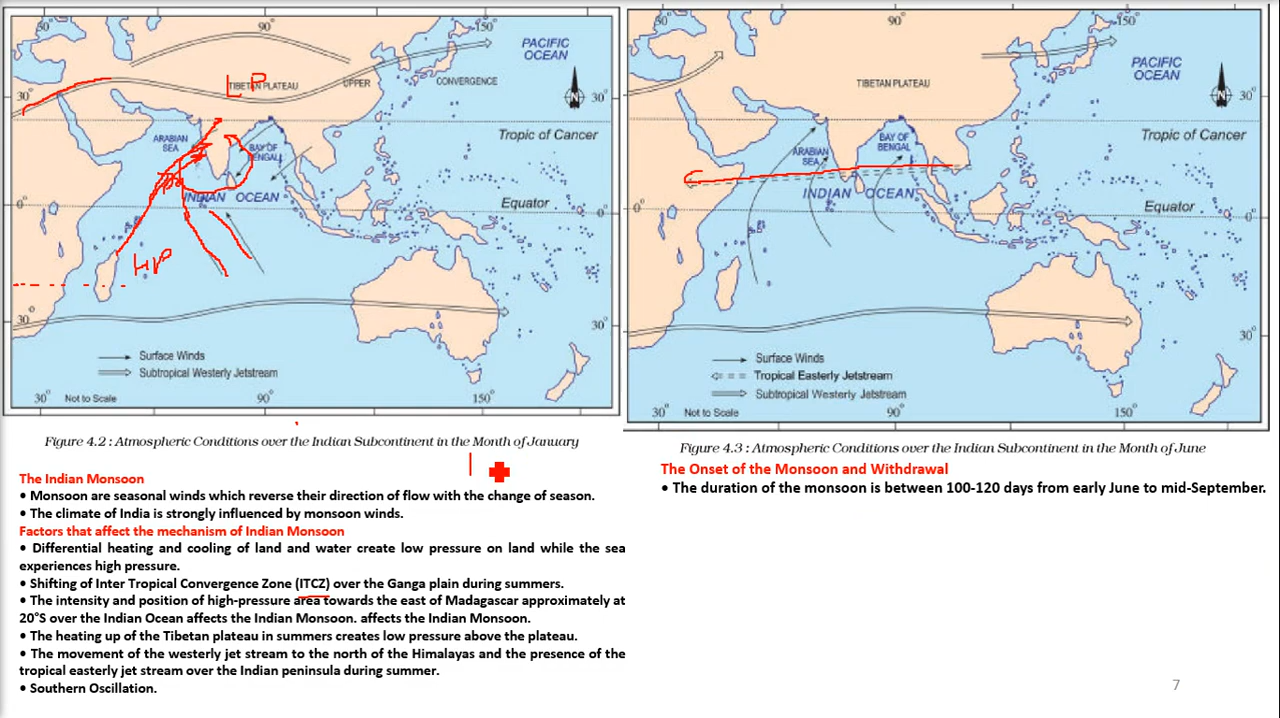 60°
90°
150°
PACIFIC
OCEAN
TIBETAN PLATEAU
UPPER
CONVERGENCE
L P
N
30°
30°
Tropic of Cancer
ARABIAN
SEA
BAY OF
BENGAL
INDIAN OCEAN
Equator
0°
0°
HP
30°
30°
Surface Winds
Subtropical Westerly Jetstream
30°
Not to Scale
90°
150°
Figure 4.2 : Atmospheric Conditions over the Indian Subcontinent in the Month of January
The Indian Monsoon
• Monsoon are seasonal winds which reverse their direction of flow with the change of season.
• The climate of India is strongly influenced by monsoon winds.
Factors that affect the mechanism of Indian Monsoon
• Differential heating and cooling of land and water create low pressure on land while the sea
experiences high pressure.
• Shifting of Inter Tropical Convergence Zone (ITCZ) over the Ganga plain during summers.
• The intensity and position of high-pressure area towards the east of Madagascar approximately at
20°S over the Indian Ocean affects the Indian Monsoon. affects the Indian Monsoon.
• The heating up of the Tibetan plateau in summers creates low pressure above the plateau.
• The movement of the westerly jet stream to the north of the Himalayas and the presence of the
tropical easterly jet stream over the Indian peninsula during summer.
• Southern Oscillation.
90°
150°
PACIFIC
OCEAN
TIBETAN PLATEAU
N
30°
30°
Tropic of Cancer
ARABIAN
SEA
BAY OF
BENGAL
INDIAN OCEAN
Equator
0°
0°
30°
Surface Winds
Tropical Easterly Jetstream
Subtropical Westerly Jetstream
30°
Not to Scale
90°
150°
Figure 4.3 : Atmospheric Conditions over the Indian Subcontinent in the Month of June
The Onset of the Monsoon and Withdrawal
• The duration of the monsoon is between 100-120 days from early June to mid-September.
7